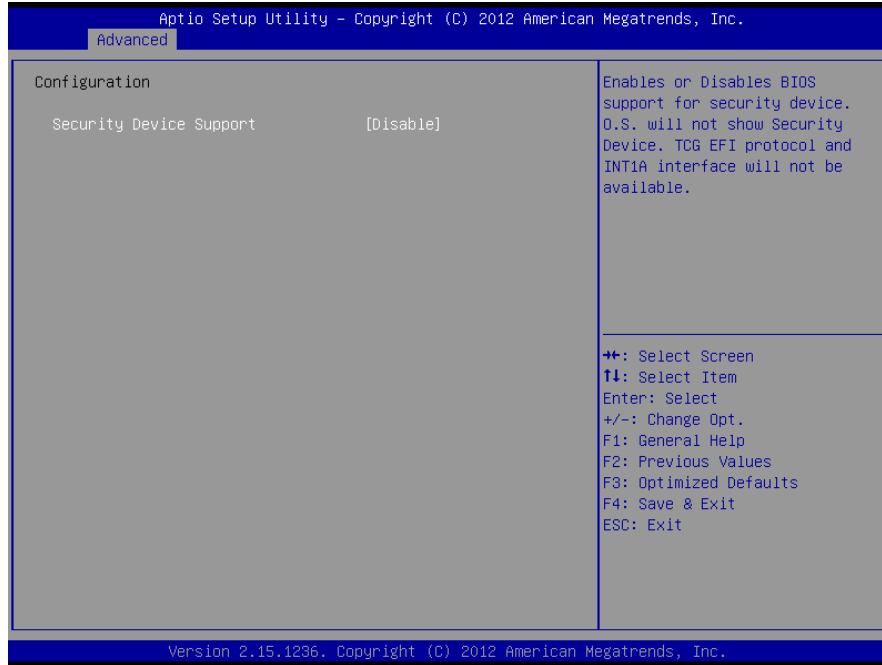 Aptio Setup Utility – Copyright (C) 2012 American Megatrends, Inc.
Advanced
Configuration
Security Device Support [Disable]
Enables or Disables BIOS
support for security device.
O.S. will not show Security
Device. TCG EFI protocol and
INT1A interface will not be
available.
→←: Select Screen
↑↓: Select Item
Enter: Select
+/-: Change Opt.
F1: General Help
F2: Previous Values
F3: Optimized Defaults
F4: Save & Exit
ESC: Exit
Version 2.15.1236. Copyright (C) 2012 American Megatrends, Inc.